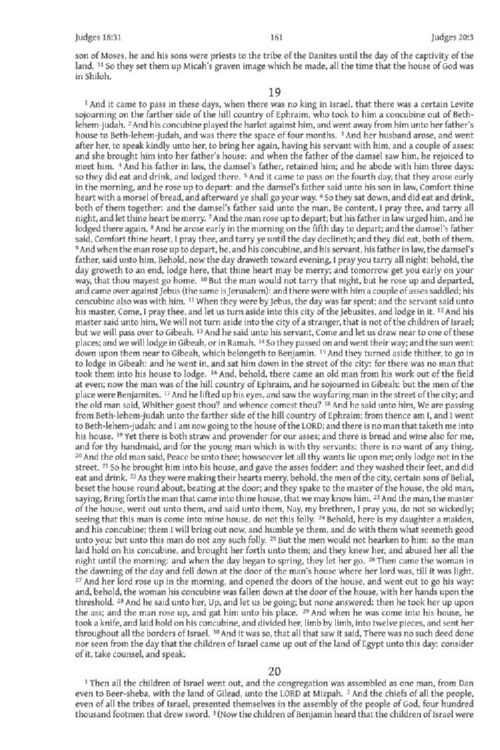 Judges 18:31 161 Judges 20:3
son of Moses, he and his sons were priests to the tribe of the Danites until the day of the captivity of the
land. 31 So they set them up Micah's graven image which he made, all the time that the house of God was
in Shiloh.
19
1 And it came to pass in these days, when there was no king in Israel, that there was a certain Levite
sojourning on the farther side of the hill country of Ephraim, who took to him a concubine out of Beth-
lehem-judah. 2 And his concubine played the harlot against him, and went away from him unto her father's
house to Beth-lehem-judah, and was there the space of four months. 3 And her husband arose, and went
after her, to speak kindly unto her, to bring her again, having his servant with him, and a couple of asses:
and she brought him into her father's house: and when the father of the damsel saw him, he rejoiced to
meet him. 4 And his father in law, the damsel's father, retained him; and he abode with him three days:
so they did eat and drink, and lodged there. 5 And it came to pass on the fourth day, that they arose early
in the morning, and he rose up to depart: and the damsel's father said unto his son in law, Comfort thine
heart with a morsel of bread, and afterward ye shall go your way. 6 So they sat down, and did eat and drink,
both of them together: and the damsel's father said unto the man, Be content, I pray thee, and tarry all
night, and let thine heart be merry. 7 And the man rose up to depart; but his father in law urged him, and he
lodged there again. 8 And he arose early in the morning on the fifth day to depart; and the damsel's father
said, Comfort thine heart, I pray thee, and tarry ye until the day declineth; and they did eat, both of them.
9 And when the man rose up to depart, he, and his concubine, and his servant, his father in law, the damsel's
father, said unto him, Behold, now the day draweth toward evening, I pray you tarry all night: behold, the
day groweth to an end, lodge here, that thine heart may be merry; and tomorrow get you early on your
way, that thou mayest go home. 10 But the man would not tarry that night, but he rose up and departed,
and came over against Jebus (the same is Jerusalem): and there were with him a couple of asses saddled; his
concubine also was with him. 11 When they were by Jebus, the day was far spent; and the servant said unto
his master, Come, I pray thee, and let us turn aside into this city of the Jebusites, and lodge in it. 12 And his
master said unto him, We will not turn aside into the city of a stranger, that is not of the children of Israel;
but we will pass over to Gibeah. 13 And he said unto his servant, Come and let us draw near to one of these
places; and we will lodge in Gibeah, or in Ramah. 14 So they passed on and went their way; and the sun went
down upon them near to Gibeah, which belongeth to Benjamin. 15 And they turned aside thither, to go in
to lodge in Gibeah: and he went in, and sat him down in the street of the city: for there was no man that
took them into his house to lodge. 16 And, behold, there came an old man from his work out of the field
at even; now the man was of the hill country of Ephraim, and he sojourned in Gibeah: but the men of the
place were Benjamites. 17 And he lifted up his eyes, and saw the wayfaring man in the street of the city; and
the old man said, Whither goest thou? and whence comest thou? 18 And he said unto him, We are passing
from Beth-lehem-judah unto the farther side of the hill country of Ephraim; from thence am I, and I went
to Beth-lehem-judah: and I am now going to the house of the LORD; and there is no man that taketh me into
his house. 19 Yet there is both straw and provender for our asses; and there is bread and wine also for me,
and for thy handmaid, and for the young man which is with thy servants: there is no want of any thing.
20 And the old man said, Peace be unto thee; howsoever let all thy wants lie upon me; only lodge not in the
street. 21 So he brought him into his house, and gave the asses fodder: and they washed their feet, and did
eat and drink. 22 As they were making their hearts merry, behold, the men of the city, certain sons of Belial,
beset the house round about, beating at the door; and they spake to the master of the house, the old man,
saying, Bring forth the man that came into thine house, that we may know him. 23 And the man, the master
of the house, went out unto them, and said unto them, Nay, my brethren, I pray you, do not so wickedly;
seeing that this man is come into mine house, do not this folly. 24 Behold, here is my daughter a maiden,
and his concubine; them I will bring out now, and humble ye them, and do with them what seemeth good
unto you: but unto this man do not any such folly. 25 But the men would not hearken to him: so the man
laid hold on his concubine, and brought her forth unto them; and they knew her, and abused her all the
night until the morning: and when the day began to spring, they let her go. 26 Then came the woman in
the dawning of the day and fell down at the door of the man's house where her lord was, till it was light.
27 And her lord rose up in the morning, and opened the doors of the house, and went out to go his way:
and, behold, the woman his concubine was fallen down at the door of the house, with her hands upon the
threshold. 28 And he said unto her, Up, and let us be going; but none answered: then he took her up upon
the ass; and the man rose up, and gat him unto his place. 29 And when he was come into his house, he
took a knife, and laid hold on his concubine, and divided her, limb by limb, into twelve pieces, and sent her
throughout all the borders of Israel. 30 And it was so, that all that saw it said, There was no such deed done
nor seen from the day that the children of Israel came up out of the land of Egypt unto this day: consider
of it, take counsel, and speak.
20
1 Then all the children of Israel went out, and the congregation was assembled as one man, from Dan
even to Beer-sheba, with the land of Gilead, unto the LORD at Mizpah. 2 And the chiefs of all the people,
even of all the tribes of Israel, presented themselves in the assembly of the people of God, four hundred
thousand footmen that drew sword. 3 (Now the children of Benjamin heard that the children of Israel were